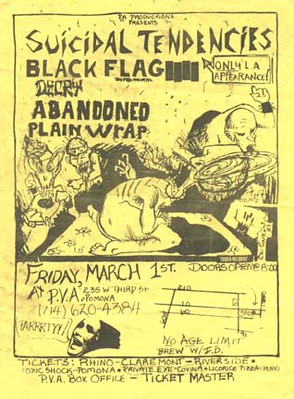 PRODUCTIONS
PRESENTS
SUICIDAL TENDENCIES
BLACK FLAG
ONLY L.A
APPEARANCE!
DECRY
ABANDONED
PLAIN WRAP
FRIDAY, MARCH 1ST.
DOORS OPEN 8:00
AT P.V.A. 235 W THIRD ST.
POMONA
(714) 620-4384
NO AGE LIMIT
BREW W/I.D.
TICKETS: RHINO-CLAREMONT - RIVERSIDE •
TOXIC SHOCK-POMONA • PRIVATE EYE-COVINA • LICORICE PIZZA-
P.V.A. BOX OFFICE - TICKET MASTER